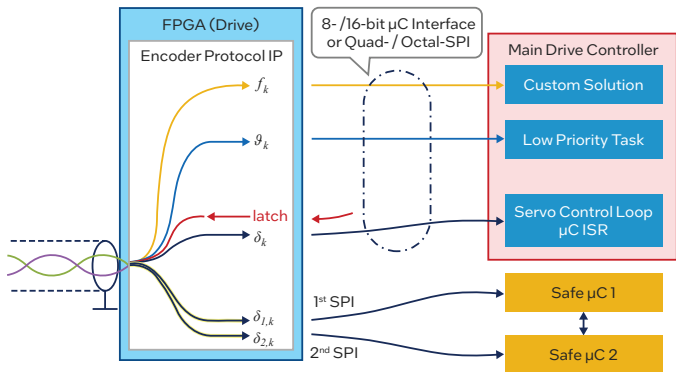 FPGA (Drive)
Encoder Protocol IP
8- /16-bit µC Interface
or Quad- / Octal-SPI
Main Drive Controller
f_k
Custom Solution
ϑ_k
Low Priority Task
latch
δ_k
Servo Control Loop
µC ISR
δ_1,k
1st SPI
Safe µC 1
δ_2,k
2nd SPI
Safe µC 2